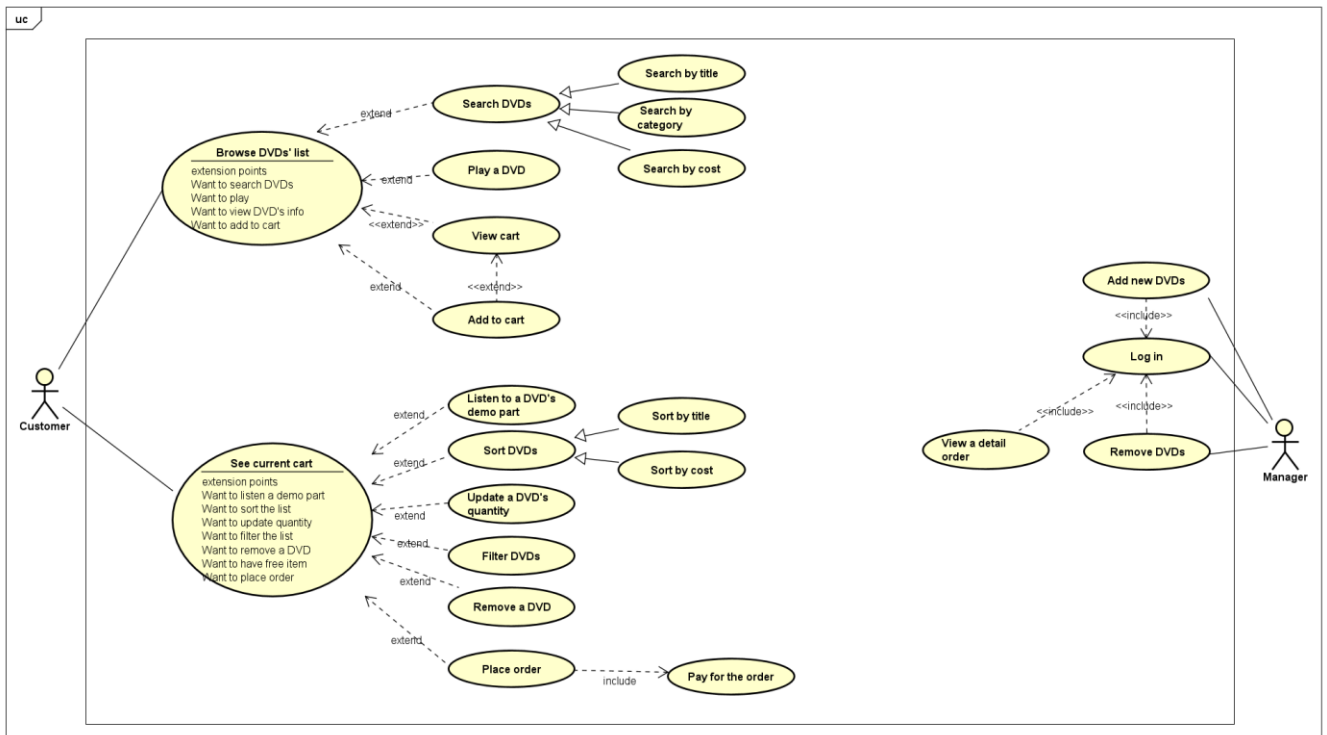 uc
Search by title
Search DVDs
Search by
category
extend
Browse DVDs' list
extension points
Want to search DVDs
Want to play
Want to view DVD's info
Want to add to cart
Play a DVD
extend
Search by cost
<<extend>>
View cart
<<extend>>
extend
Add to cart
Add new DVDs
<<include>>
Log in
Customer
Listen to a DVD's
demo part
extend
Sort by title
Sort DVDs
extend
Sort by cost
<<include>>
<<include>>
View a detail
order
Remove DVDs
Manager
See current cart
extension points
Want to listen a demo part
Want to sort the list
Want to update quantity
Want to filter the list
Want to remove a DVD
Want to have free item
Want to place order
Update a DVD's
quantity
extend
extend
Filter DVDs
extend
Remove a DVD
extend
Place order
include
Pay for the order